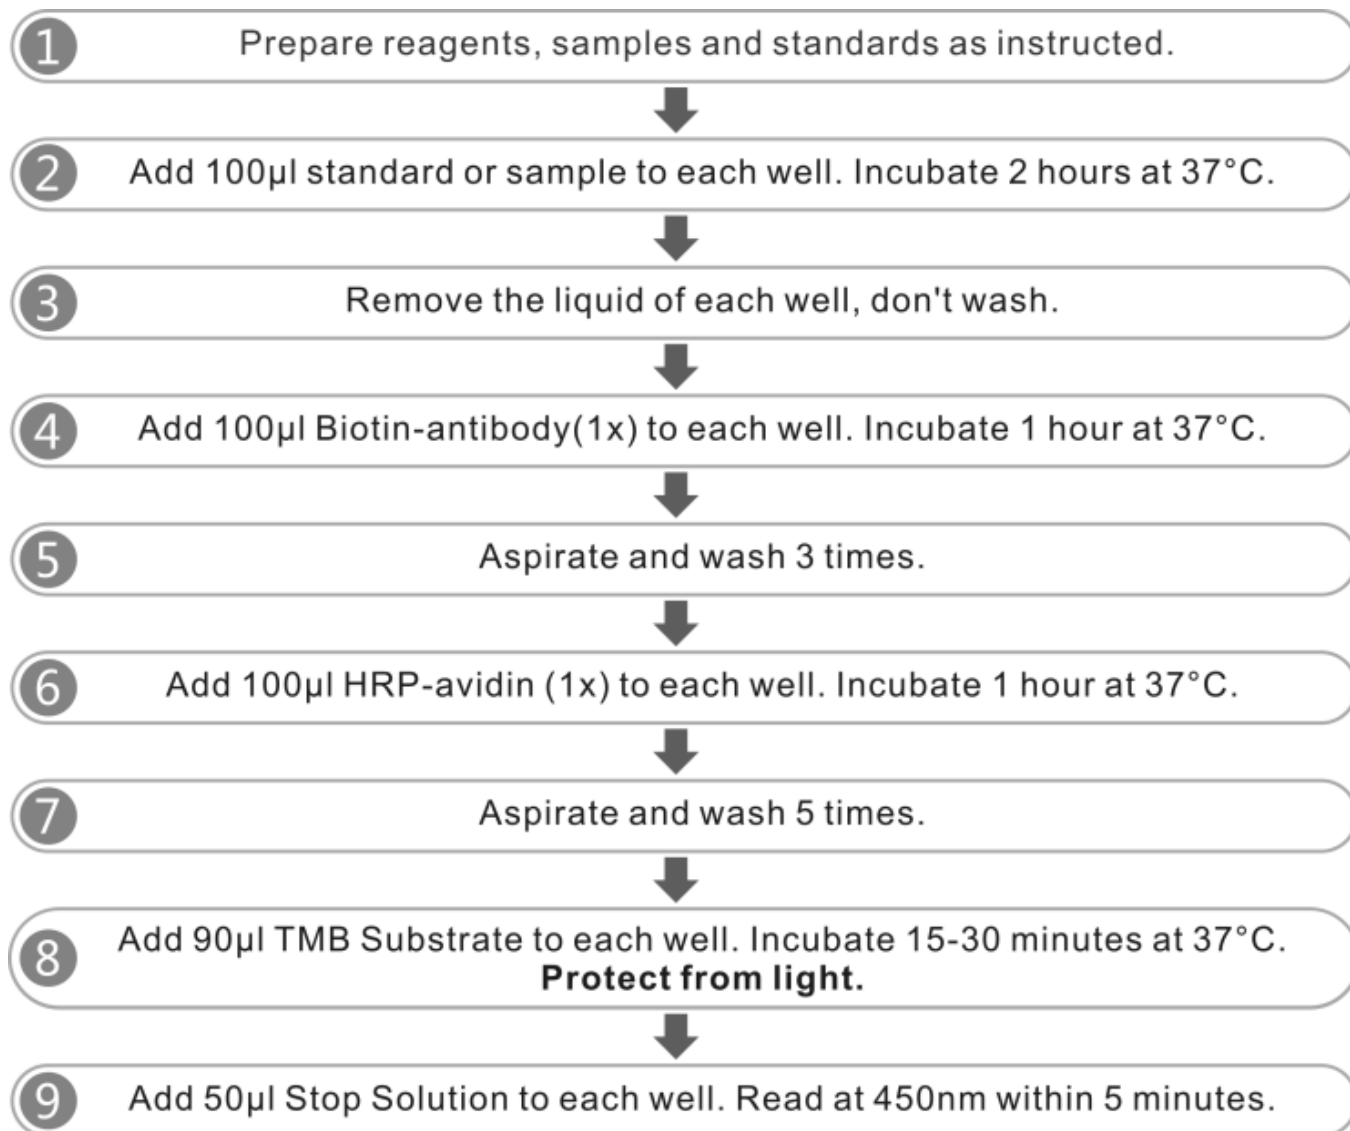 1
Prepare reagents, samples and standards as instructed.
2
Add 100µl standard or sample to each well. Incubate 2 hours at 37°C.
3
Remove the liquid of each well, don't wash.
4
Add 100µl Biotin-antibody(1x) to each well. Incubate 1 hour at 37°C.
5
Aspirate and wash 3 times.
6
Add 100µl HRP-avidin (1x) to each well. Incubate 1 hour at 37°C.
7
Aspirate and wash 5 times.
8
Add 90µl TMB Substrate to each well. Incubate 15-30 minutes at 37°C.
Protect from light.
9
Add 50µl Stop Solution to each well. Read at 450nm within 5 minutes.